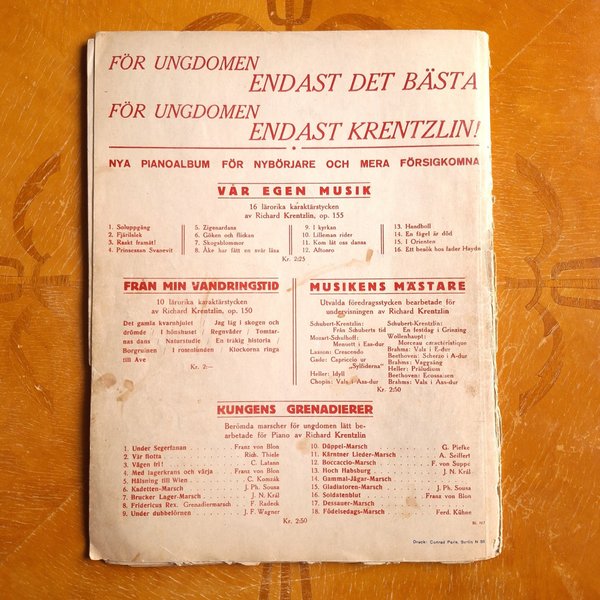 FÖR UNGDOMEN
ENDAST DET BÄSTA
FÖR UNGDOMEN
ENDAST KRENTZLIN!
NYA PIANOALBUM FÖR NYBÖRJARE OCH MERA FÖRSIGKOMNA
VÅR EGEN MUSIK
16 lärorika karaktärstycken
av Richard Krentzlin, op. 155
1. Soluppgång
2. Fjärilslek
3. Raskt framåt!
4. Prinsessan Svanevit
5. Zigenardans
6. Göken och flickan
7. Skogsblommor
8. Åke har fått en svår läxa
9. I kyrkan
10. Lilleman rider
11. Kom låt oss dansa
12. Aftonro
13. Handboll
14. En fågel är död
15. I Orienten
16. Ett besök hos fader Haydn
Kr. 2:25
FRÅN MIN VANDRINGSTID
10 lärorika karaktärstycken
av Richard Krentzlin, op. 150
Det gamla kvarnhjulet / Jag låg i skogen och
drömde / I hönshuset / Regnväder / Tomtar-
nas dans / Naturstudie / En tråkig historia
Borgruinen / I rosenlunden / Klockorna ringa
till Ave
Kr. 2:—
MUSIKENS MÄSTARE
Utvalda föredragsstycken bearbetade för
undervisningen av Richard Krentzlin
Schubert-Krentzlin:
Från Schuberts tid
Mozart-Schulhoff:
Menuett i Ess-dur
Lasson: Crescendo
Gade: Capriccio ur
"Sylfiderna"
Heller: Idyll
Chopin: Vals i Ass-dur
Schubert-Krentzlin:
En festdag i Grinzing
Wollenhaupt:
Morceau caractéristique
Brahms: Vals i E-dur
Beethoven: Scherzo i A-dur
Brahms: Vaggsång
Heller: Präludium
Beethoven: Ecossaisen
Brahms: Vals i Ass-dur
Kr. 2:50
KUNGENS GRENADIERER
Berömda marscher för ungdomen lätt be-
arbetade för Piano av Richard Krentzlin
1. Under Segerfanan Franz von Blon
2. Vår flotta Rich. Thiele
3. Vägen fri! C. Latann
4. Med lagerkrans och värja Franz von Blon
5. Hälsning till Wien C. Komzák
6. Kadetten-Marsch J. Ph. Sousa
7. Brucker Lager-Marsch J. N. Král
8. Fridericus Rex. Grenadiermarsch F. Radeck
9. Under dubbelörnen J. F. Wagner
10. Düppel-Marsch G. Piefke
11. Kärntner Lieder-Marsch A. Seifert
12. Boccaccio-Marsch F. von Suppé
13. Hoch Habsburg J. N. Král
14. Gammal-Jägar-Marsch
15. Gladiatoren-Marsch J. Ph. Sousa
16. Soldatenblut Franz von Blon
17. Dessauer-Marsch
18. Födelsedags-Marsch Ferd. Kühne
Kr. 2:50
Druck: Conrad Paris, Berlin N